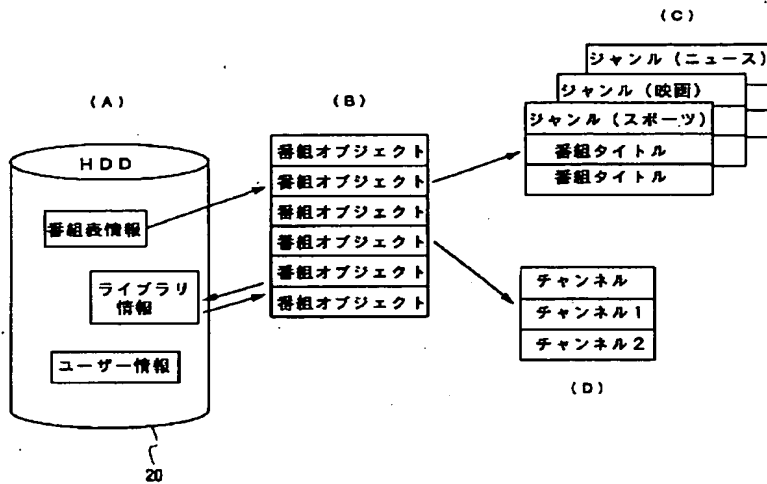 (A)
HDD
番組表情報
ライブラリ
情報
ユーザー情報
20
(B)
番組オブジェクト
番組オブジェクト
番組オブジェクト
番組オブジェクト
番組オブジェクト
番組オブジェクト
(C)
ジャンル(ニュース)
ジャンル(映画)
ジャンル(スポーツ)
番組タイトル
番組タイトル
チャンネル
チャンネル1
チャンネル2
(D)